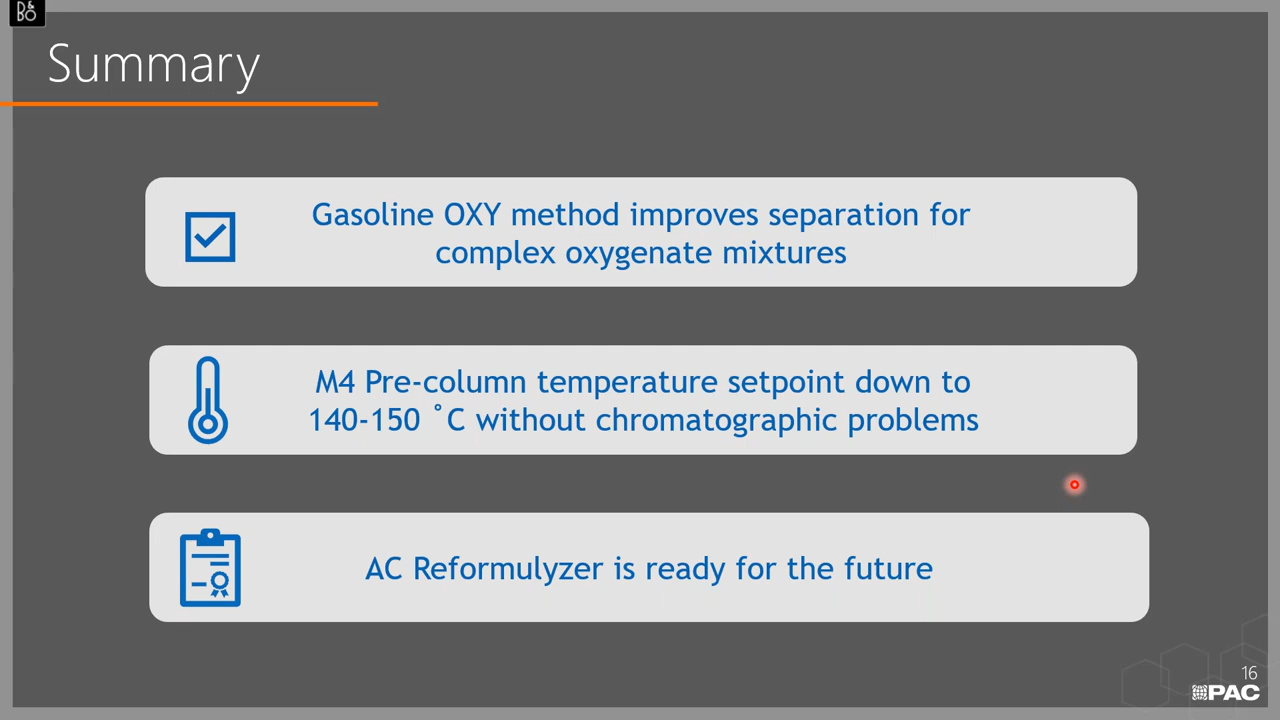 B&O
Summary
Gasoline OXY method improves separation for
complex oxygenate mixtures
M4 Pre-column temperature setpoint down to
140-150 ˚C without chromatographic problems
AC Reformulyzer is ready for the future
16
PAC